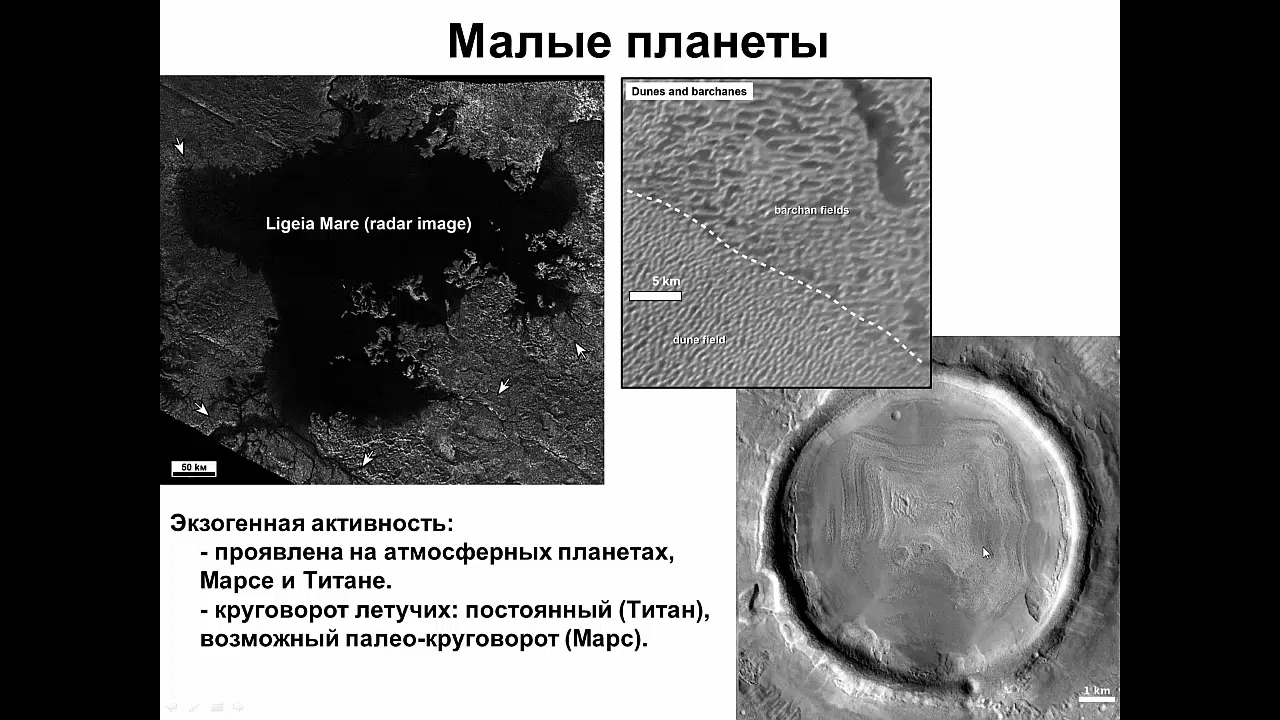 Малые планеты
Ligeia Mare (radar image)
50 км
Dunes and barchanes
barchan fields
5 km
dune field
1 km
Экзогенная активность:
- проявлена на атмосферных планетах,
Марсе и Титане.
- круговорот летучих: постоянный (Титан),
возможный палео-круговорот (Марс).